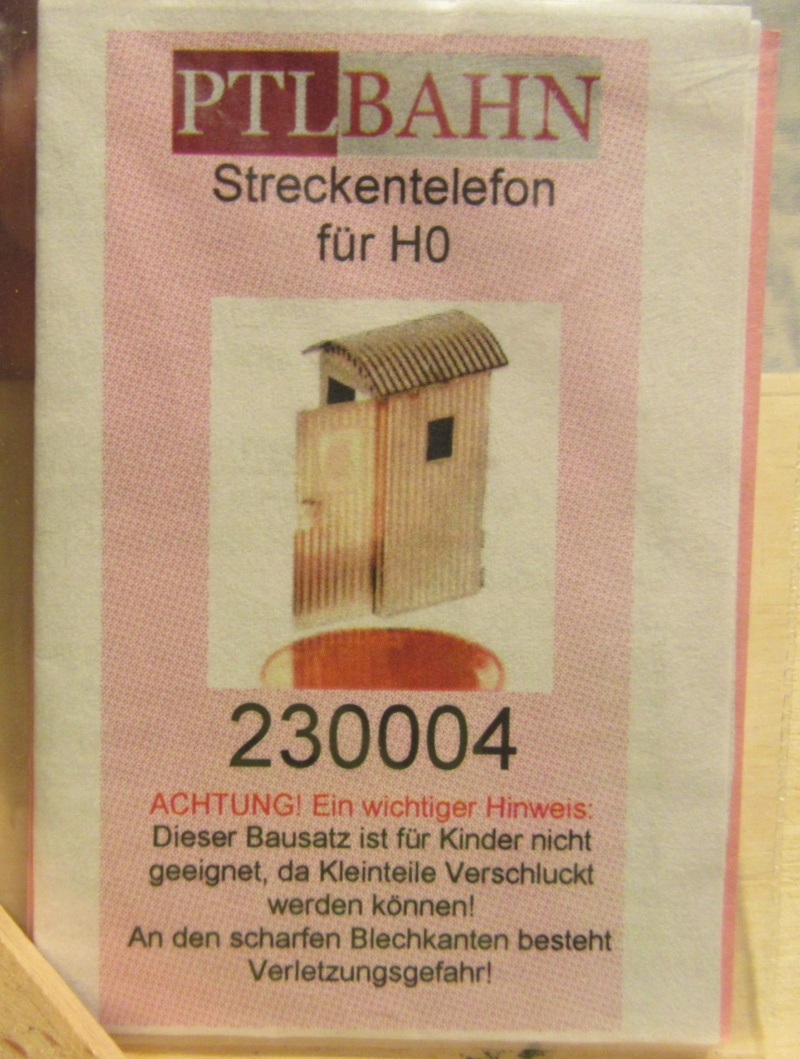 PTLBAHN
Streckentelefon
für H0
230004
ACHTUNG! Ein wichtiger Hinweis:
Dieser Bausatz ist für Kinder nicht
geeignet, da Kleinteile Verschluckt
werden können!
An den scharfen Blechkanten besteht
Verletzungsgefahr!